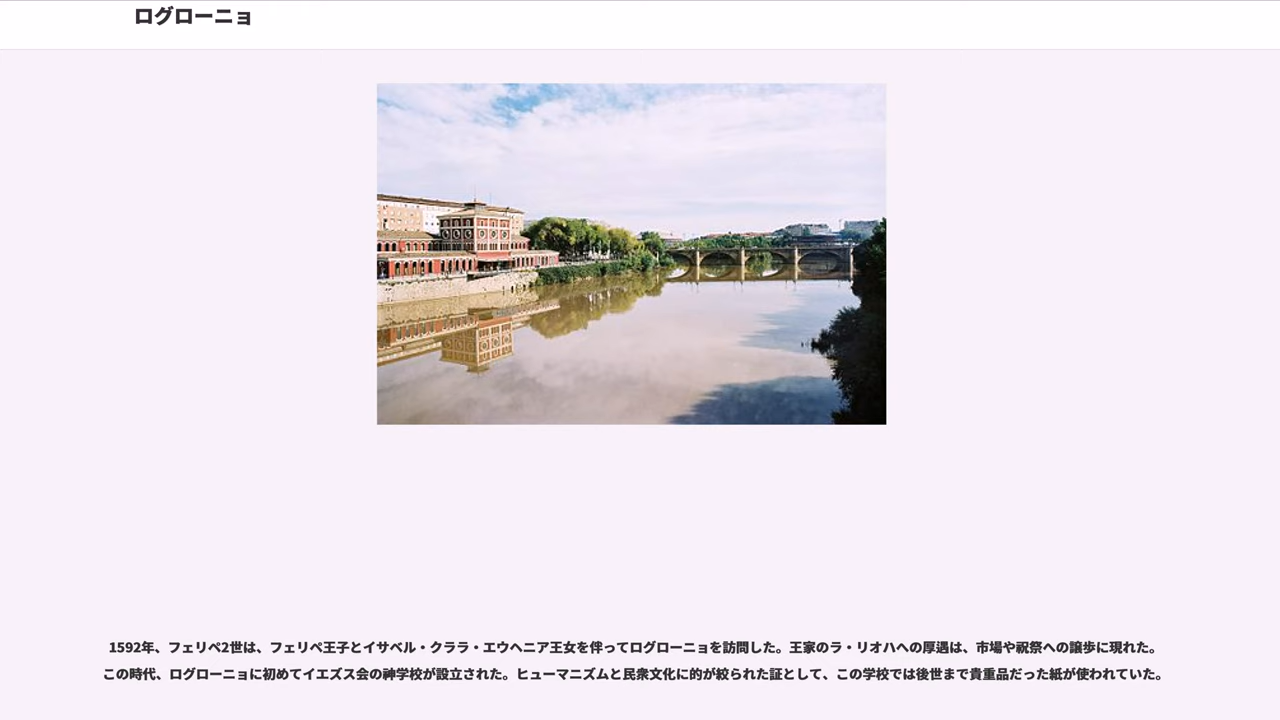 ログローニョ
1592年、フェリペ2世は、フェリペ王子とイサベル・クララ・エウヘニア王女を伴ってログローニョを訪問した。王家のラ・リオハへの厚遇は、市場や祝祭への譲歩に現れた。
この時代、ログローニョに初めてイエズス会の神学校が設立された。ヒューマニズムと民衆文化に的が絞られた証として、この学校では後世まで貴重品だった紙が使われていた。